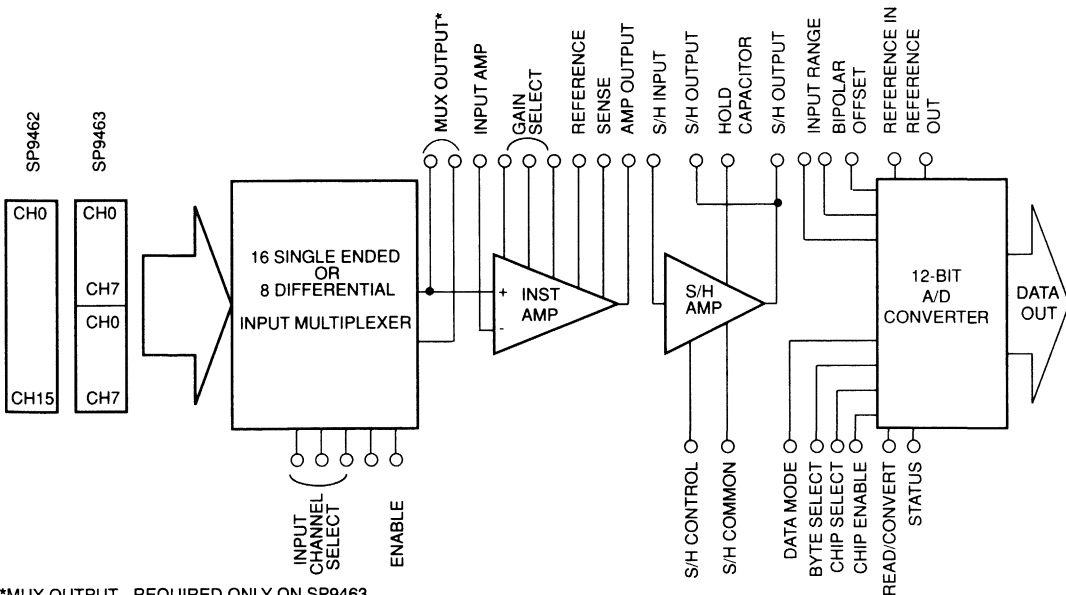 SP9462
SP9463
CH0
CH15
CH0
CH7
CH0
CH7
16 SINGLE ENDED
OR
8 DIFFERENTIAL
INPUT MULTIPLEXER
INPUT
CHANNEL
SELECT
ENABLE
MUX OUTPUT*
INPUT AMP
GAIN
SELECT
REFERENCE
SENSE
AMP OUTPUT
+
-
INST
AMP
S/H INPUT
S/H OUTPUT
HOLD
CAPACITOR
S/H OUTPUT
S/H
AMP
S/H CONTROL
S/H COMMON
INPUT RANGE
BIPOLAR
OFFSET
REFERENCE IN
REFERENCE
OUT
12-BIT
A/D
CONVERTER
DATA
OUT
DATA MODE
BYTE SELECT
CHIP SELECT
CHIP ENABLE
READ/CONVERT
STATUS
*MUX OUTPUT - REQUIRED ONLY ON SP9463